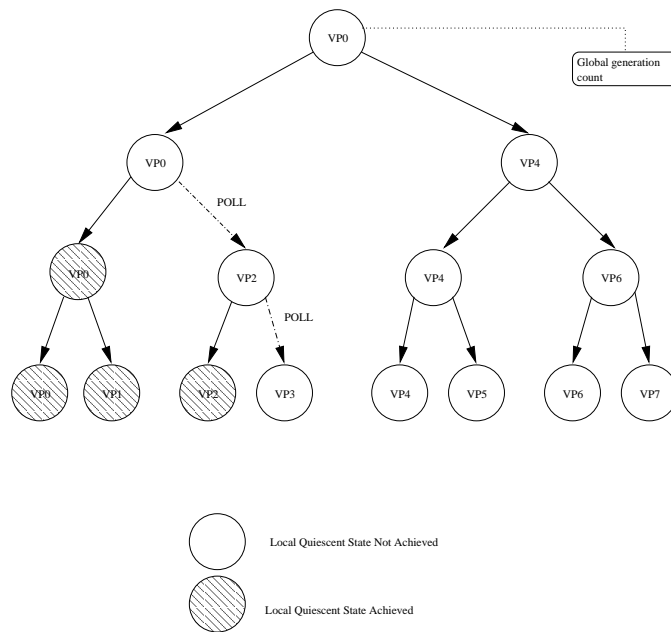 VP0
Global generation
count
VP0
VP4
POLL
VP0
VP2
VP4
VP6
POLL
VP0
VP1
VP2
VP3
VP4
VP5
VP6
VP7
Local Quiescent State Not Achieved
Local Quiescent State Achieved